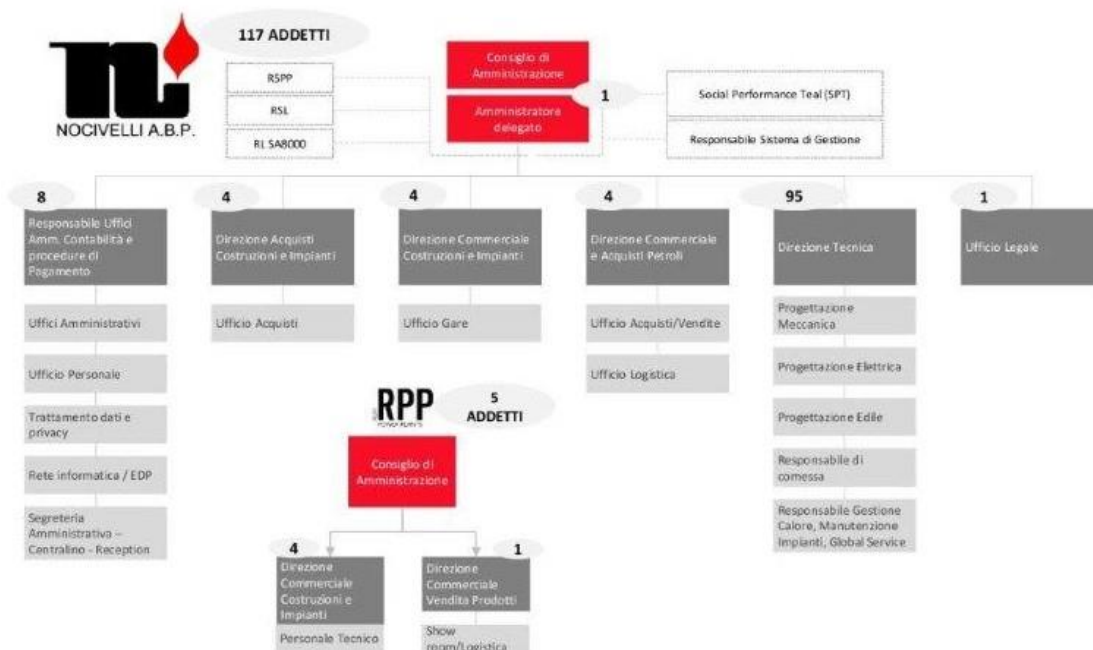 117 ADDETTI
NOCIVELLI A.B.P.
RSPP
RSL
RLSA8000
Consiglio di
Amministrazione
Amministratore
delegato
1
Social Performance Teal (SPT)
Responsabile Sistema di Gestione
8
Responsabile Uffici
Amm. Contabilità e
procedure di
Pagamento
Uffici Amministrativi
Ufficio Personale
Trattamento dati e
privacy
Rete informatica / EDP
Segreteria
Amministrativa –
Centralino - Reception
4
Direzione Acquisti
Costruzioni e Impianti
Ufficio Acquisti
4
Direzione Commerciale
Costruzioni e Impianti
Ufficio Gare
4
Direzione Commerciale
e Acquisti Petroli
Ufficio Acquisti/Vendite
Ufficio Logistica
95
Direzione Tecnica
Progettazione
Meccanica
Progettazione Elettrica
Progettazione Edile
Responsabile di
comessa
Responsabile Gestione
Calore, Manutenzione
Impianti, Global Service
1
Ufficio Legale
RPP
5
ADDETTI
Consiglio di
Amministrazione
4
Direzione
Commerciale
Costruzioni e
Impianti
Personale Tecnico
1
Direzione
Commerciale
Vendita Prodotti
Show
room/Logistica